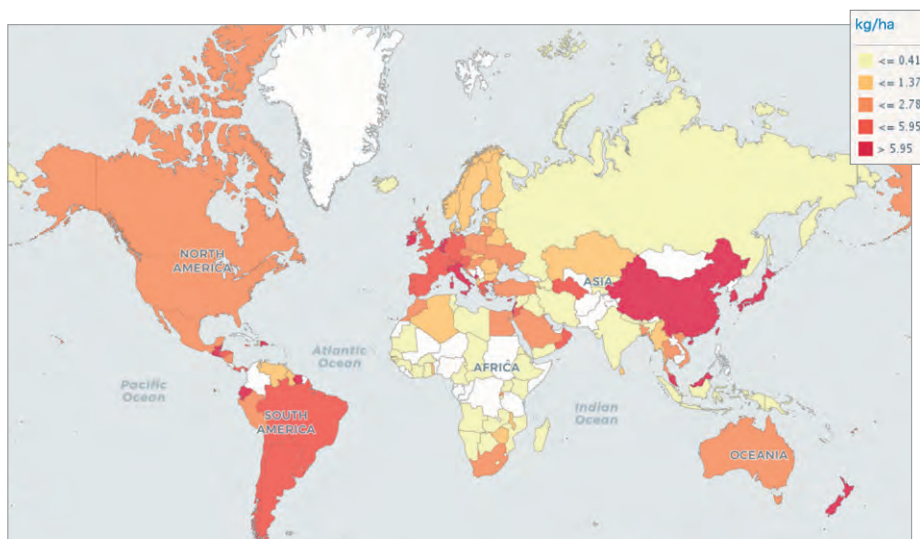 kg/ha
<= 0.41
<= 1.37
<= 2.78
<= 5.95
> 5.95
NORTH
AMERICA
Atlantic
Ocean
ASIA
AFRICA
Pacific
Ocean
SOUTH
AMERICA
Indian
Ocean
OCEANIA